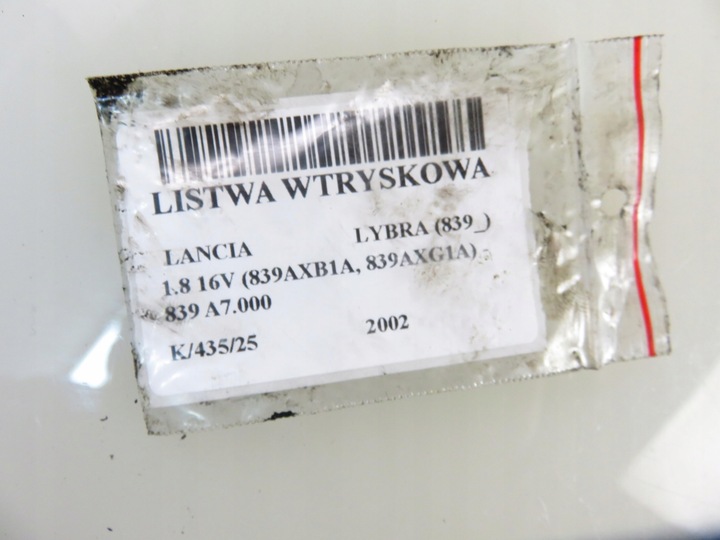 LISTWA WTRYSKOWA
LANCIA LYBRA (839_)
1.8 16V (839AXB1A, 839AXG1A)
839 A7.000
K/435/25 2002